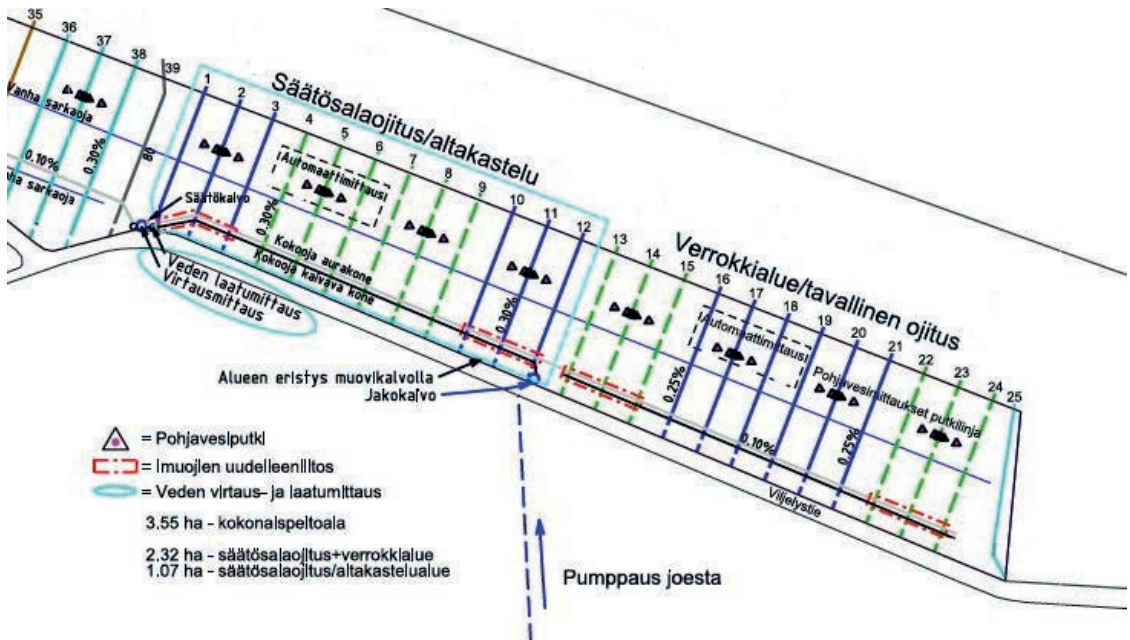 35
36
37
38
39
1
2
3
4
5
6
7
8
9
10
11
12
13
14
15
16
17
18
19
20
21
22
23
24
25
Säätösalaojitus/altakastelu
Verrokkialue/tavallinen ojitus
Vanha sarkaoja
0.10%
0.30%
80
ha sarkaoja
Säätökaivo
Automaattimittausi
0.30%
Kokooja aurakone
Kokooja kaivava kone
0.30%
Veden laatumittaus
Virtausmittaus
Automaattimittausi
0.25%
Pohjavesimittaukset putkilinja
0.10%
0.25%
Viljelystie
Alueen eristys muovikalvolla
Jakokaivo
= Pohjavesiputki
= Imuojien uudelleenliitos
= Veden virtaus- ja laatumittaus
3.55 ha - kokonaispeltoala
2.32 ha - säätösalaojitus+verrokkialue
1.07 ha - säätösalaojitus/altakastelualue
Pumppaus joesta